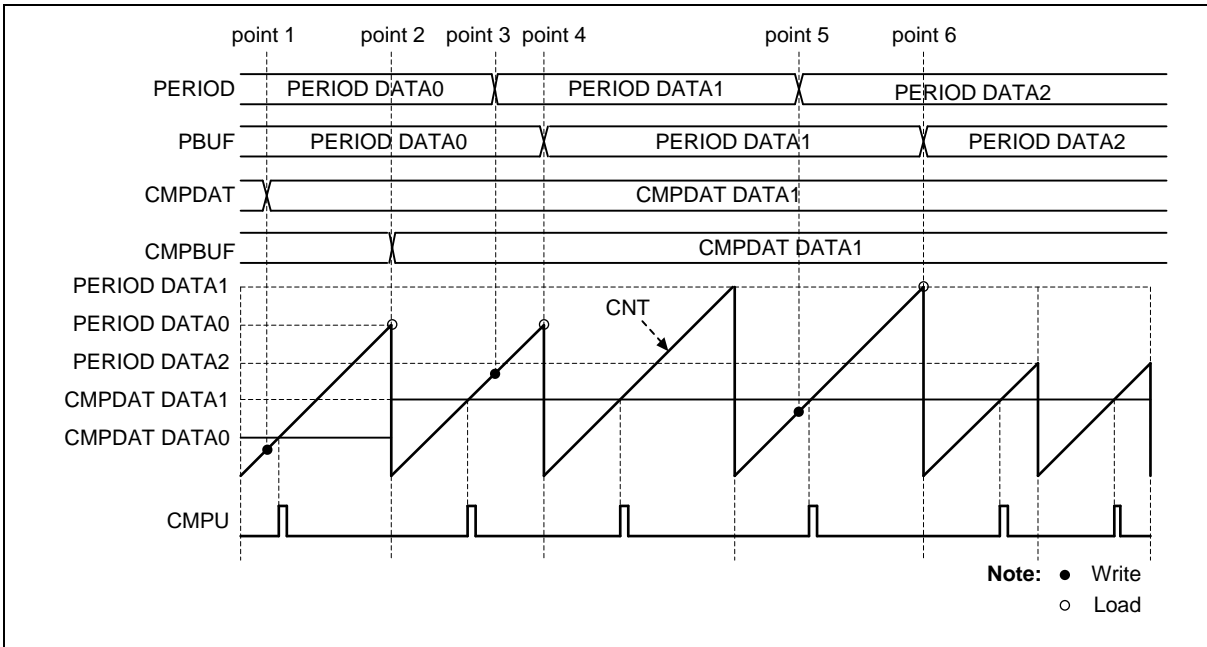 point 1 point 2 point 3 point 4 point 5 point 6
PERIOD PERIOD DATA0 PERIOD DATA1 PERIOD DATA2
PBUF PERIOD DATA0 PERIOD DATA1 PERIOD DATA2
CMPDAT CMPDAT DATA1
CMPBUF CMPDAT DATA1
PERIOD DATA1
CNT
PERIOD DATA0
PERIOD DATA2
CMPDAT DATA1
CMPDAT DATA0
CMPU
Note: Write
Load